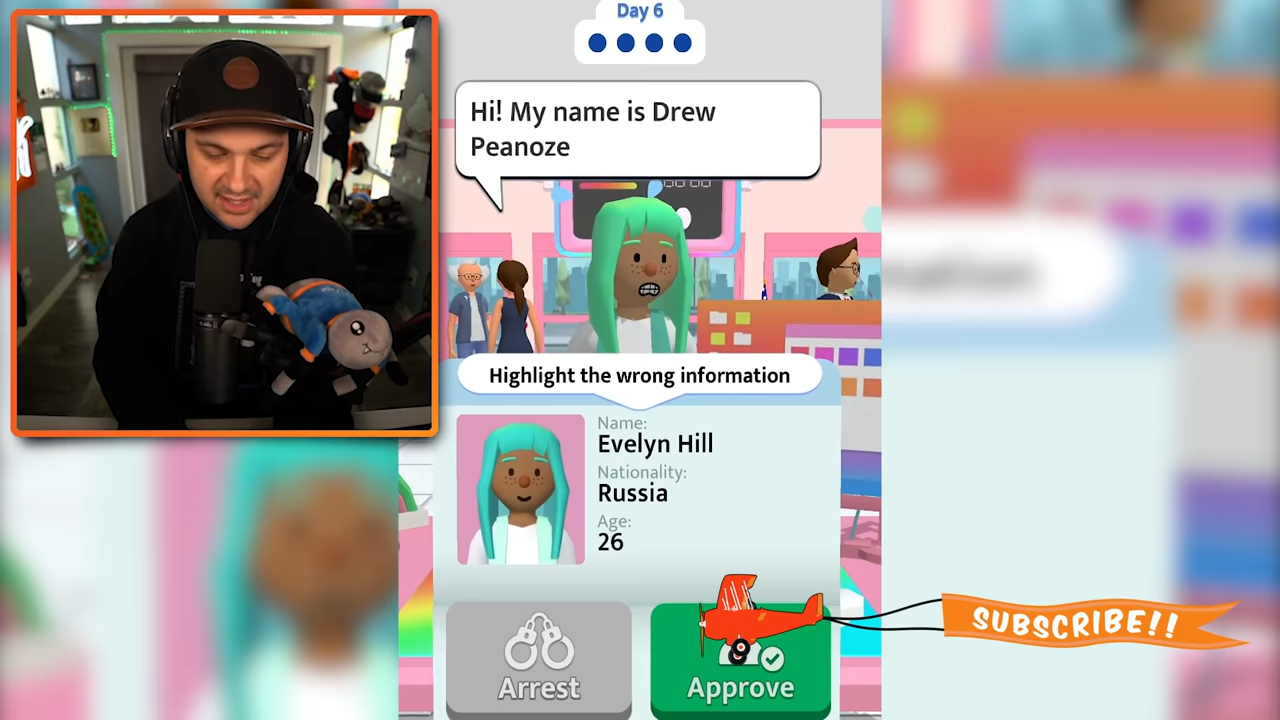 Day 6
Hi! My name is Drew
Peanoze
Highlight the wrong information
Name:
Evelyn Hill
Nationality:
Russia
Age:
26
Arrest
Approve
SUBSCRIBE!!